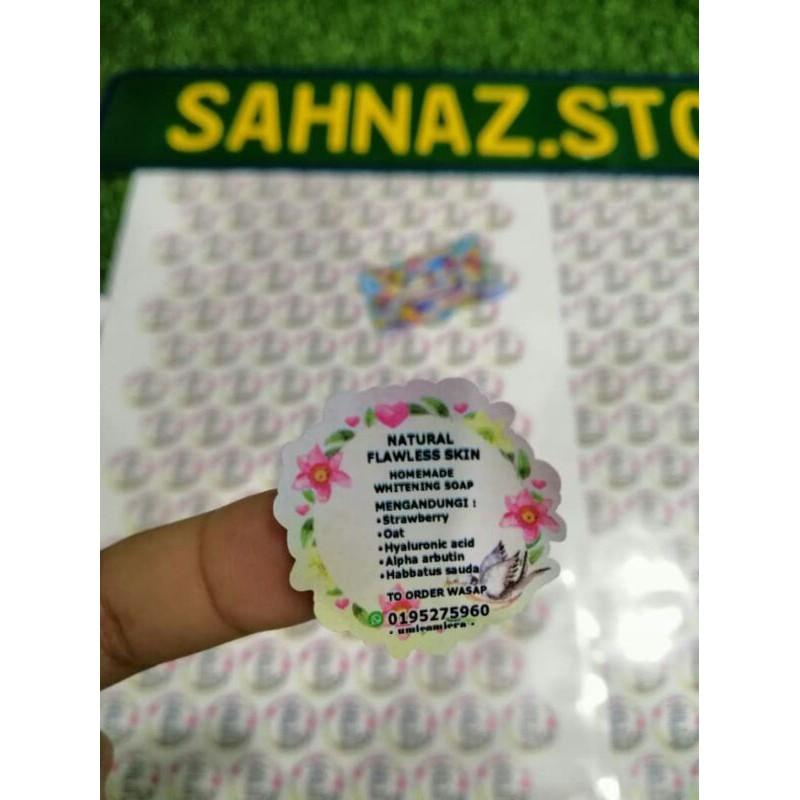 SAHNAZ.STO
NATURAL
FLAWLESS SKIN
HOMEMADE
WHITENING SOAP
MENGANDUNGI :
•Strawberry
•Oat
•Hyaluronic acid
•Alpha arbutin
•Habbatus sauda
TO ORDER WASAP
0195275960